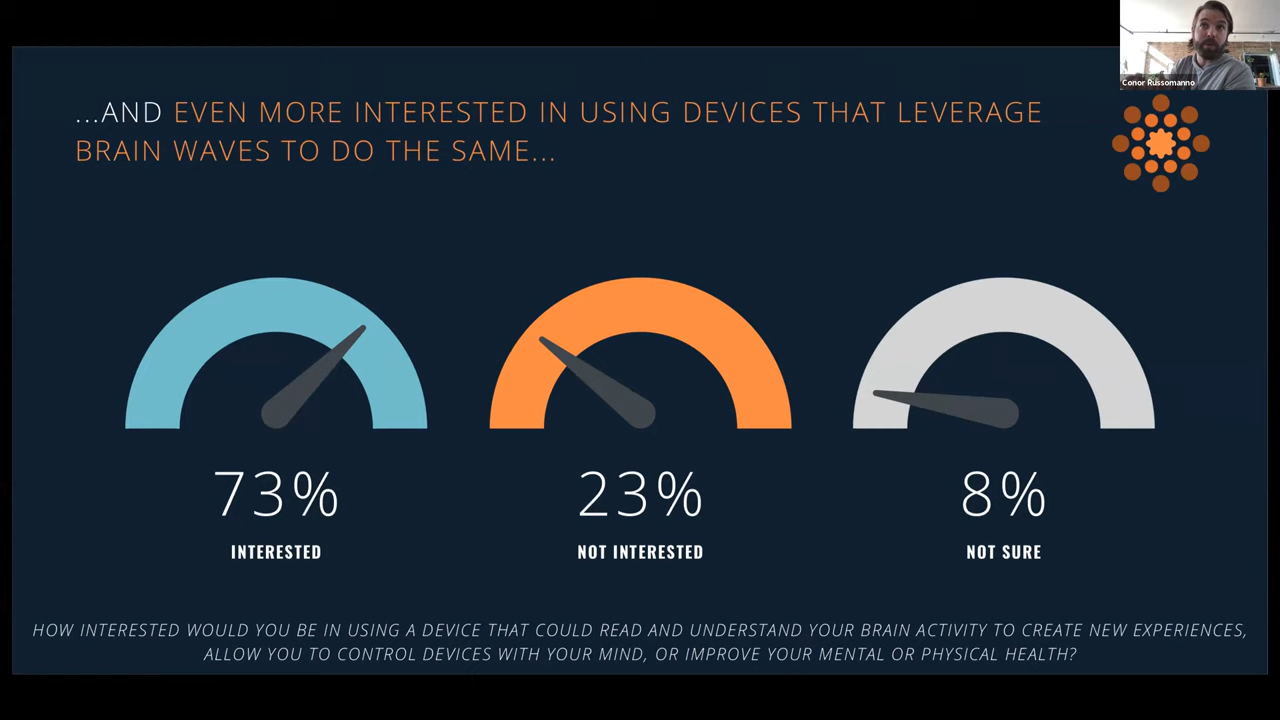 Conor Russomanno
...AND EVEN MORE INTERESTED IN USING DEVICES THAT LEVERAGE
BRAIN WAVES TO DO THE SAME...
73%
23%
8%
INTERESTED
NOT INTERESTED
NOT SURE
HOW INTERESTED WOULD YOU BE IN USING A DEVICE THAT COULD READ AND UNDERSTAND YOUR BRAIN ACTIVITY TO CREATE NEW EXPERIENCES,
ALLOW YOU TO CONTROL DEVICES WITH YOUR MIND, OR IMPROVE YOUR MENTAL OR PHYSICAL HEALTH?